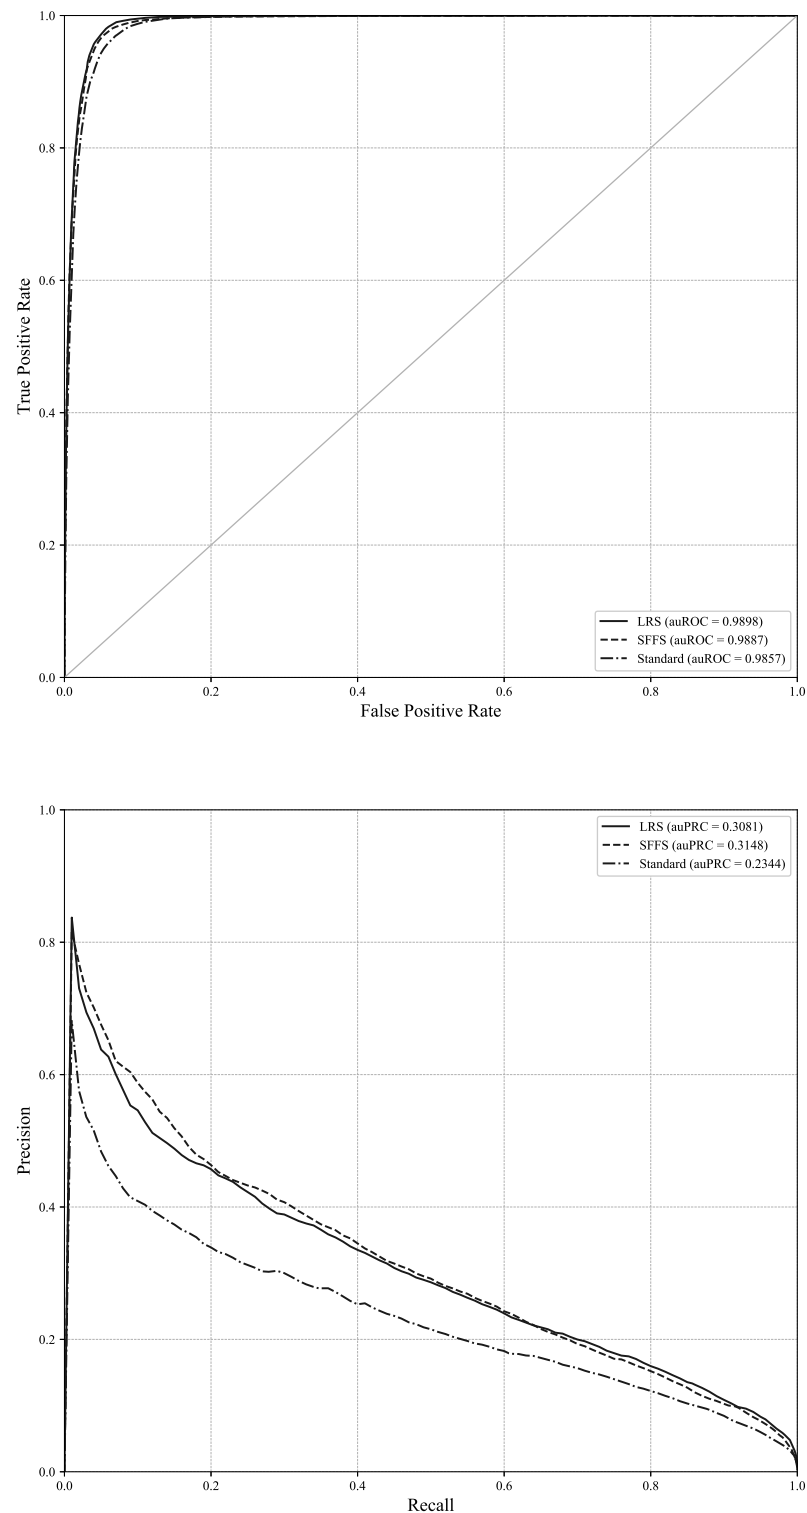 1.0
0.8
0.6
0.4
0.2
0.0
True Positive Rate
LRS (auROC = 0.9898)
SFFS (auROC = 0.9887)
Standard (auROC = 0.9857)
0.0 0.2 0.4 0.6 0.8 1.0
False Positive Rate
1.0
0.8
0.6
0.4
0.2
0.0
Precision
LRS (auPRC = 0.3081)
SFFS (auPRC = 0.3148)
Standard (auPRC = 0.2344)
0.0 0.2 0.4 0.6 0.8 1.0
Recall